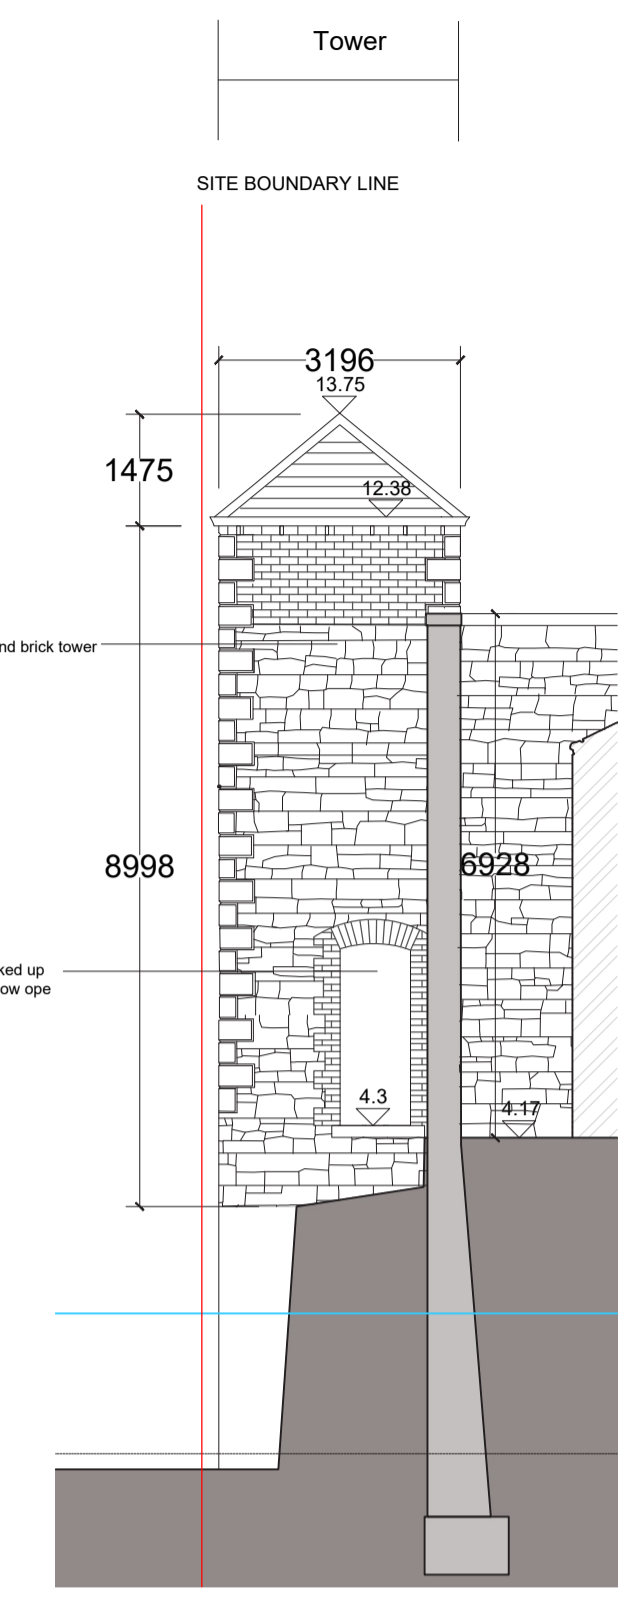 Tower
SITE BOUNDARY LINE
3196
13.75
1475
12.38
nd brick tower
8998
6928
ked up
ow ope
4.3
4.17